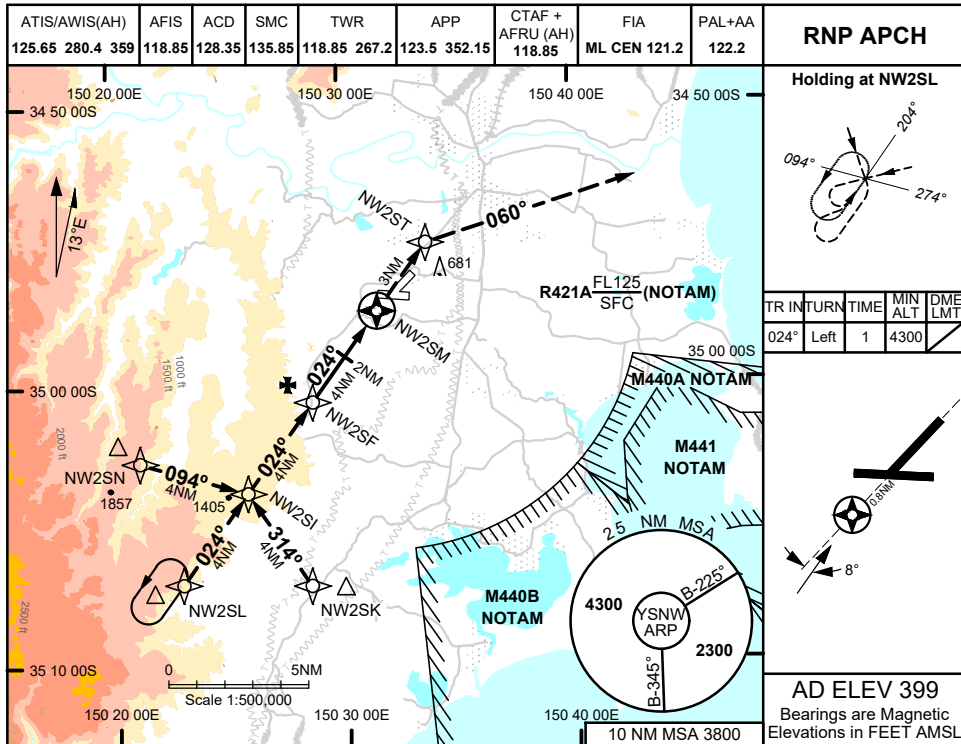 ATIS/AWIS(AH)
125.65 280.4 359
AFIS
118.85
ACD
128.35
SMC
135.85
TWR
118.85 267.2
APP
123.5 352.15
CTAF +
AFRU (AH)
118.85
FIA
ML CEN 121.2
PAL+AA
122.2
RNP APCH
150 20 00E
150 30 00E
150 40 00E
34 50 00S
34 50 00S
13°E
NW2ST
060°
3NM
681
R421A FL125 (NOTAM)
SFC
NW2SM
024°
2NM
4NM
35 00 00S
35 00 00S
M440A NOTAM
1000 ft
1500 ft
NW2SF
M441
NOTAM
2000 ft
024°
4NM
NW2SN
094°
4NM
1857
1405
NW2SI
314°
4NM
024°
4NM
NW2SL
NW2SK
2500 ft
M440B
NOTAM
25 NM MSA
4300
B-225°
YSNW
ARP
2300
B-345°
35 10 00S
0 5NM
Scale 1:500,000
150 20 00E
150 30 00E
150 40 00E
10 NM MSA 3800
Holding at NW2SL
204°
094°
274°
TR IN TURN TIME MIN ALT DME LMT
024° Left 1 4300
0.8NM
8°
AD ELEV 399
Bearings are Magnetic
Elevations in FEET AMSL